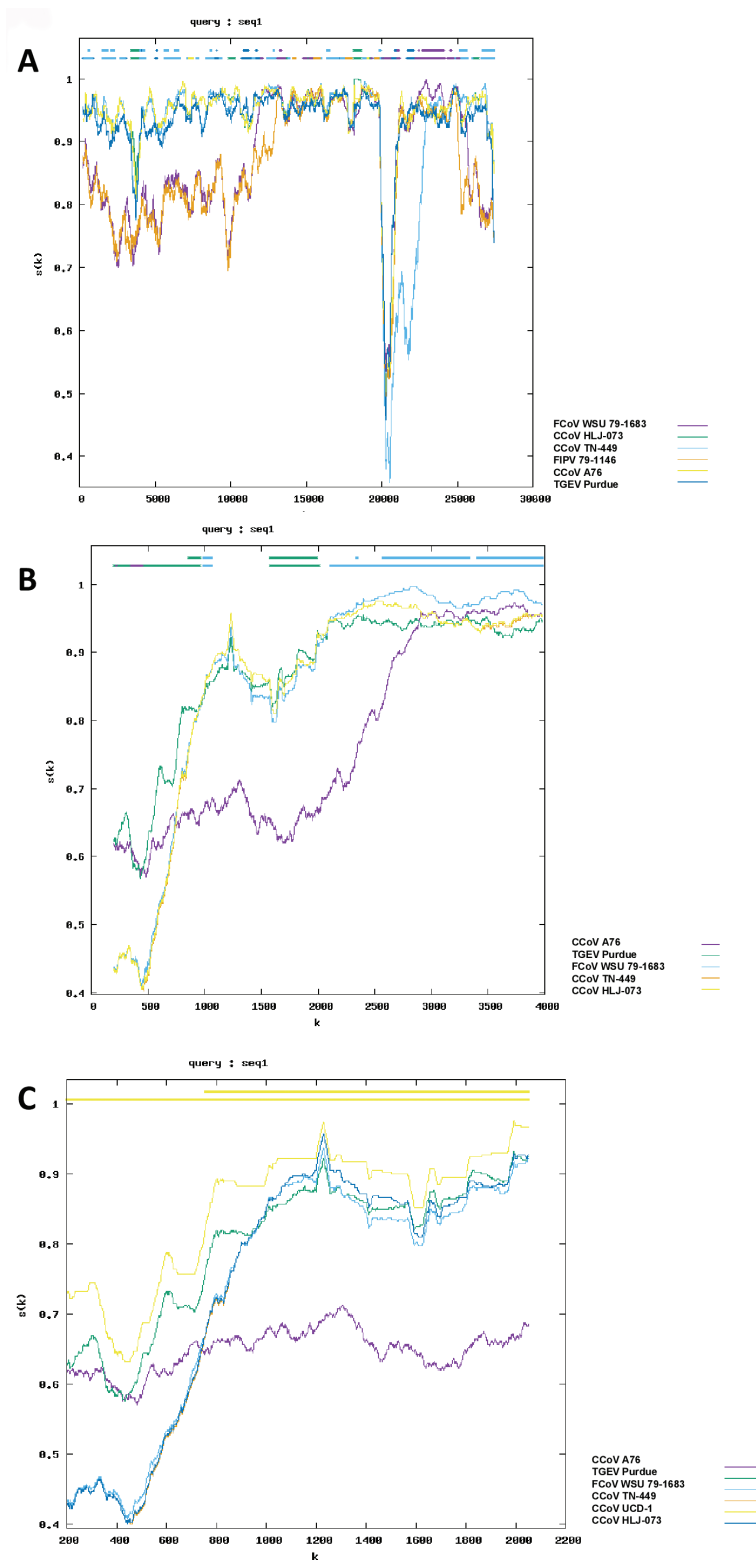 query : seq1
A
1
0.9
0.8
0.7
0.6
0.5
0.4
s(k)
0 5000 10000 15000 20000 25000 30000
FCoV WSU 79-1683
CCoV HLJ-073
CCoV TN-449
FIPV 79-1146
CCoV A76
TGEV Purdue
query : seq1
B
1
0.9
0.8
0.7
0.6
0.5
0.4
s(k)
0 500 1000 1500 2000 2500 3000 3500 4000
k
CCoV A76
TGEV Purdue
FCoV WSU 79-1683
CCoV TN-449
CCoV HLJ-073
query : seq1
C
1
0.9
0.8
0.7
0.6
0.5
0.4
s(k)
200 400 600 800 1000 1200 1400 1600 1800 2000 2200
k
CCoV A76
TGEV Purdue
FCoV WSU 79-1683
CCoV TN-449
CCoV UCD-1
CCoV HLJ-073